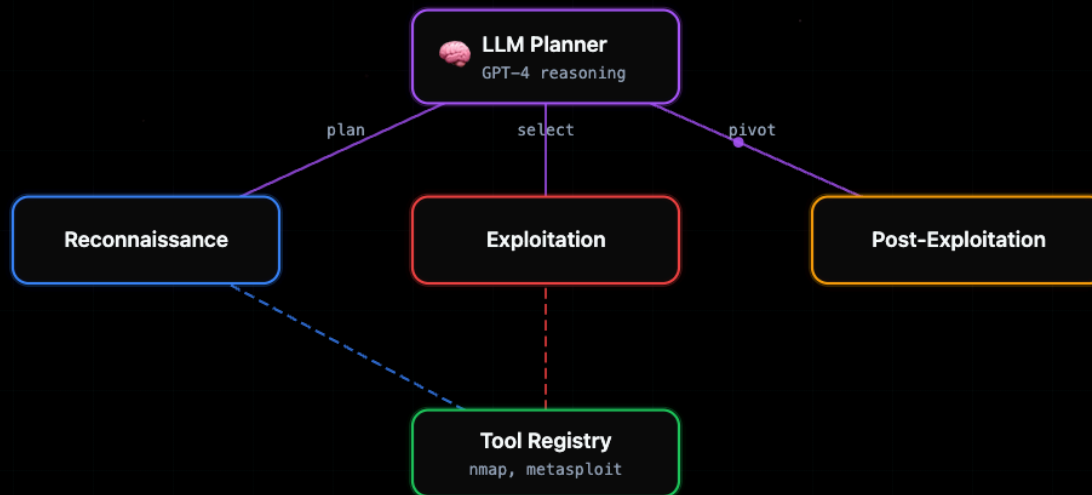 LLM Planner
GPT-4 reasoning
plan
select
pivot
Reconnaissance
Exploitation
Post-Exploitation
Tool Registry
nmap, metasploit